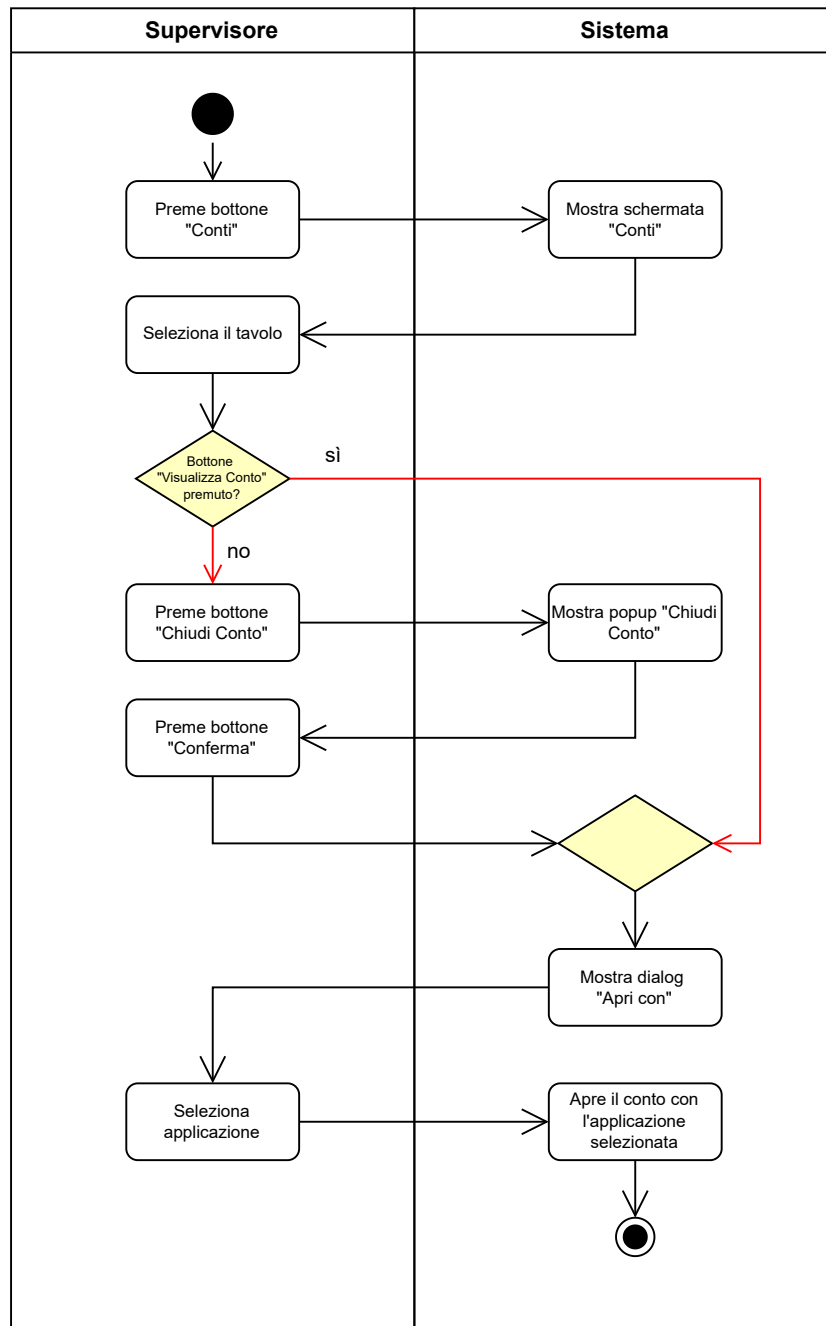 Supervisore
Sistema
Preme bottone
"Conti"
Mostra schermata
"Conti"
Seleziona il tavolo
Bottone
"Visualizza Conto"
premuto?
sì
no
Preme bottone
"Chiudi Conto"
Mostra popup "Chiudi
Conto"
Preme bottone
"Conferma"
Mostra dialog
"Apri con"
Seleziona
applicazione
Apre il conto con
l'applicazione
selezionata